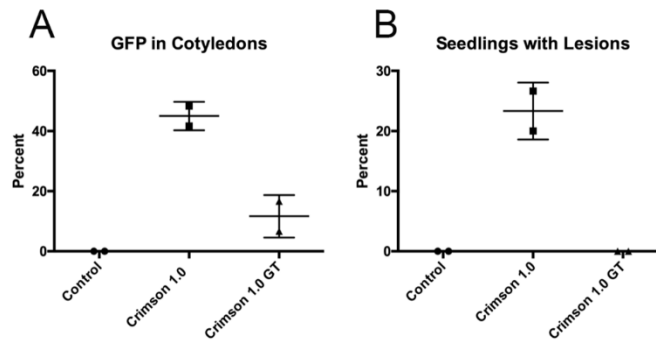 A
GFP in Cotyledons
Percent
60
40
20
0
Control
Crimson 1.0
Crimson 1.0 GT
B
Seedlings with Lesions
Percent
30
20
10
0
Control
Crimson 1.0
Crimson 1.0 GT